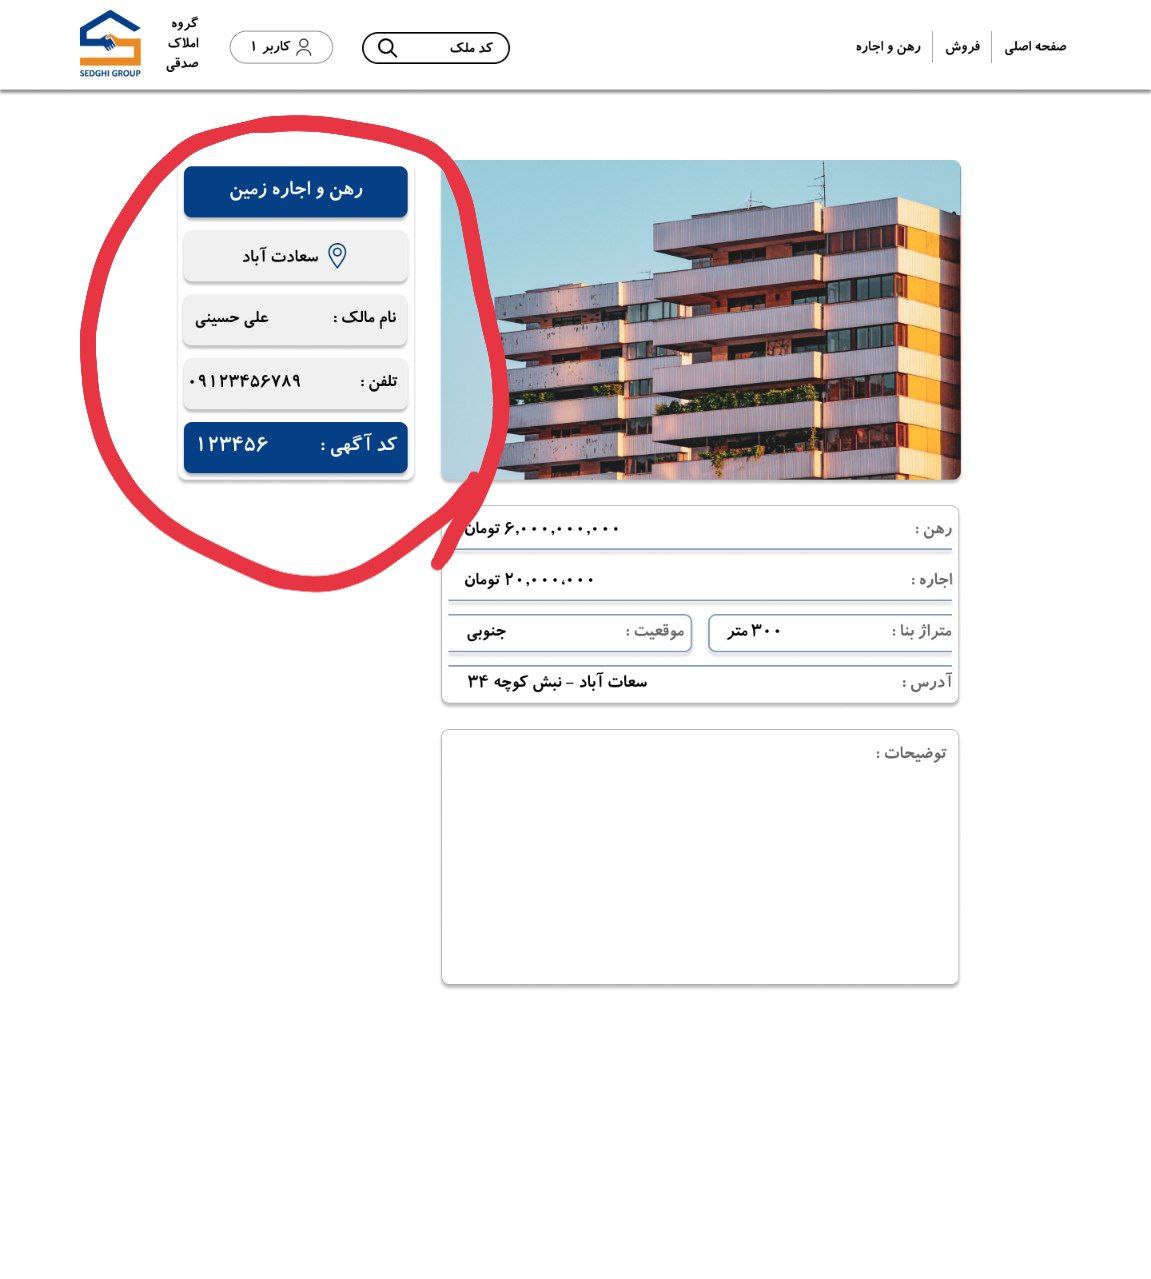 صفحه اصلی
فروش
رهن و اجاره
کد ملک
کاربر ۱
گروه
املاک
صدقی
SEDGHI GROUP
رهن و اجاره زمین
سعادت آباد
نام مالک : علی حسینی
تلفن : ۰۹۱۲۳۴۵۶۷۸۹
کد آگهی : ۱۲۳۴۵۶
رهن : ۶,۰۰۰,۰۰۰,۰۰۰ تومان
اجاره : ۲۰,۰۰۰,۰۰۰ تومان
متراژ بنا : ۳۰۰ متر
موقعیت : جنوبی
آدرس : سعات آباد – نبش کوچه ۳۴
توضیحات :